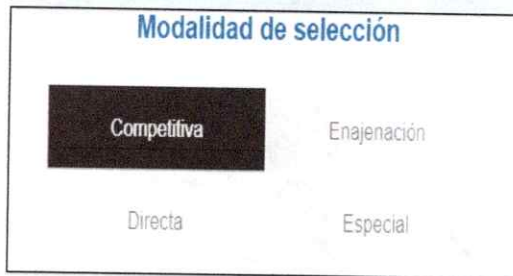 Modalidad de selección
Competitiva Enajenación
Directa Especial